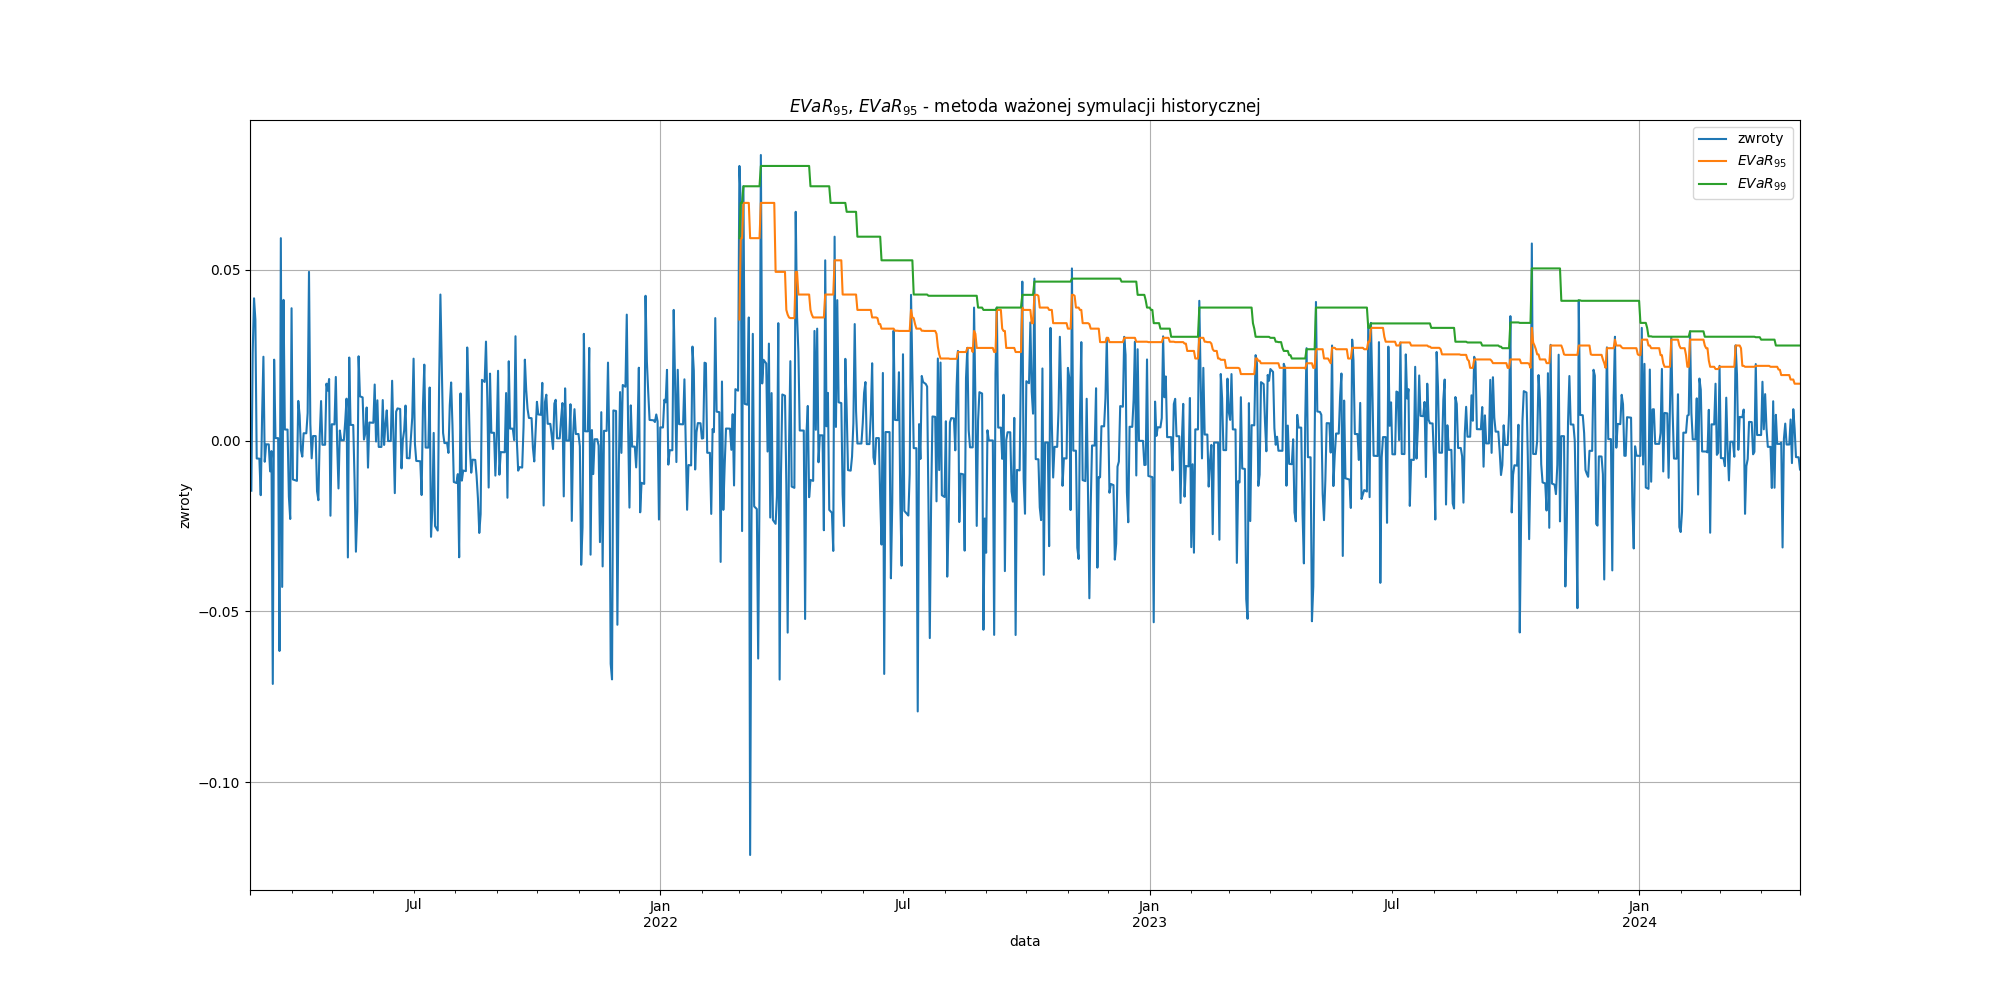 EVaR₉₅, EVaR₉₅ - metoda ważonej symulacji historycznej
zwroty
EVaR₉₅
EVaR₉₉
0.05
0.00
−0.05
−0.10
zwroty
Jul
Jan
2022
Jul
Jan
2023
Jul
Jan
2024
data